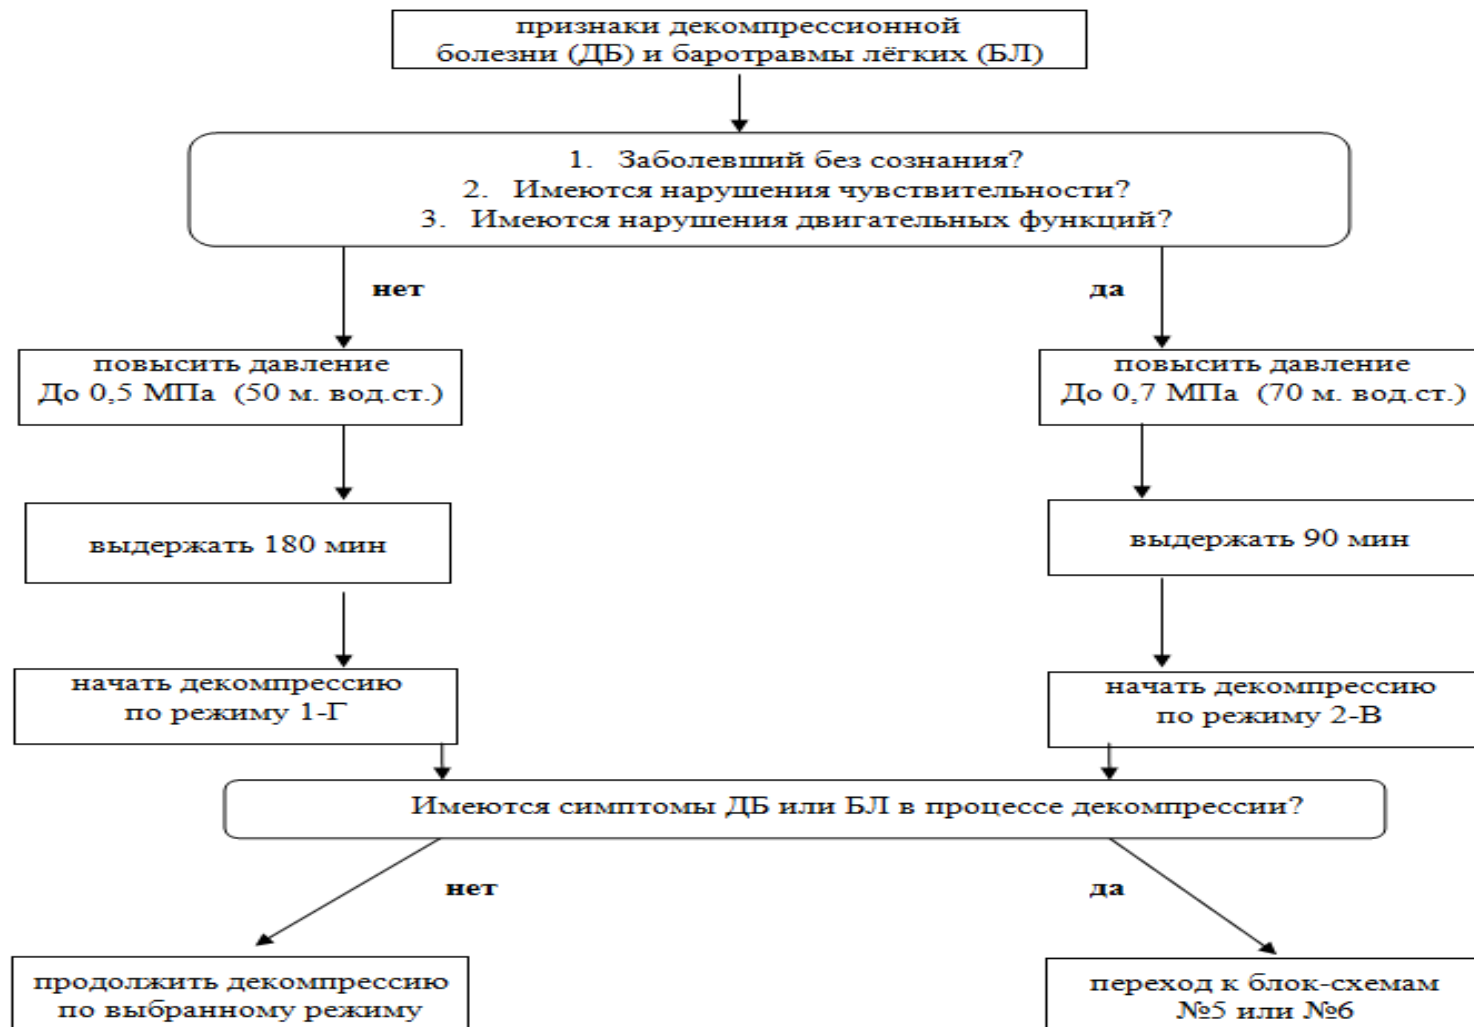 признаки декомпрессионной
болезни (ДБ) и баротравмы лёгких (БЛ)
1. Заболевший без сознания?
2. Имеются нарушения чувствительности?
3. Имеются нарушения двигательных функций?
нет
да
повысить давление
До 0,5 МПа (50 м. вод.ст.)
повысить давление
До 0,7 МПа (70 м. вод.ст.)
выдержать 180 мин
выдержать 90 мин
начать декомпрессию
по режиму 1-Г
начать декомпрессию
по режиму 2-В
Имеются симптомы ДБ или БЛ в процессе декомпрессии?
нет
да
продолжить декомпрессию
по выбранному режиму
переход к блок-схемам
№5 или №6